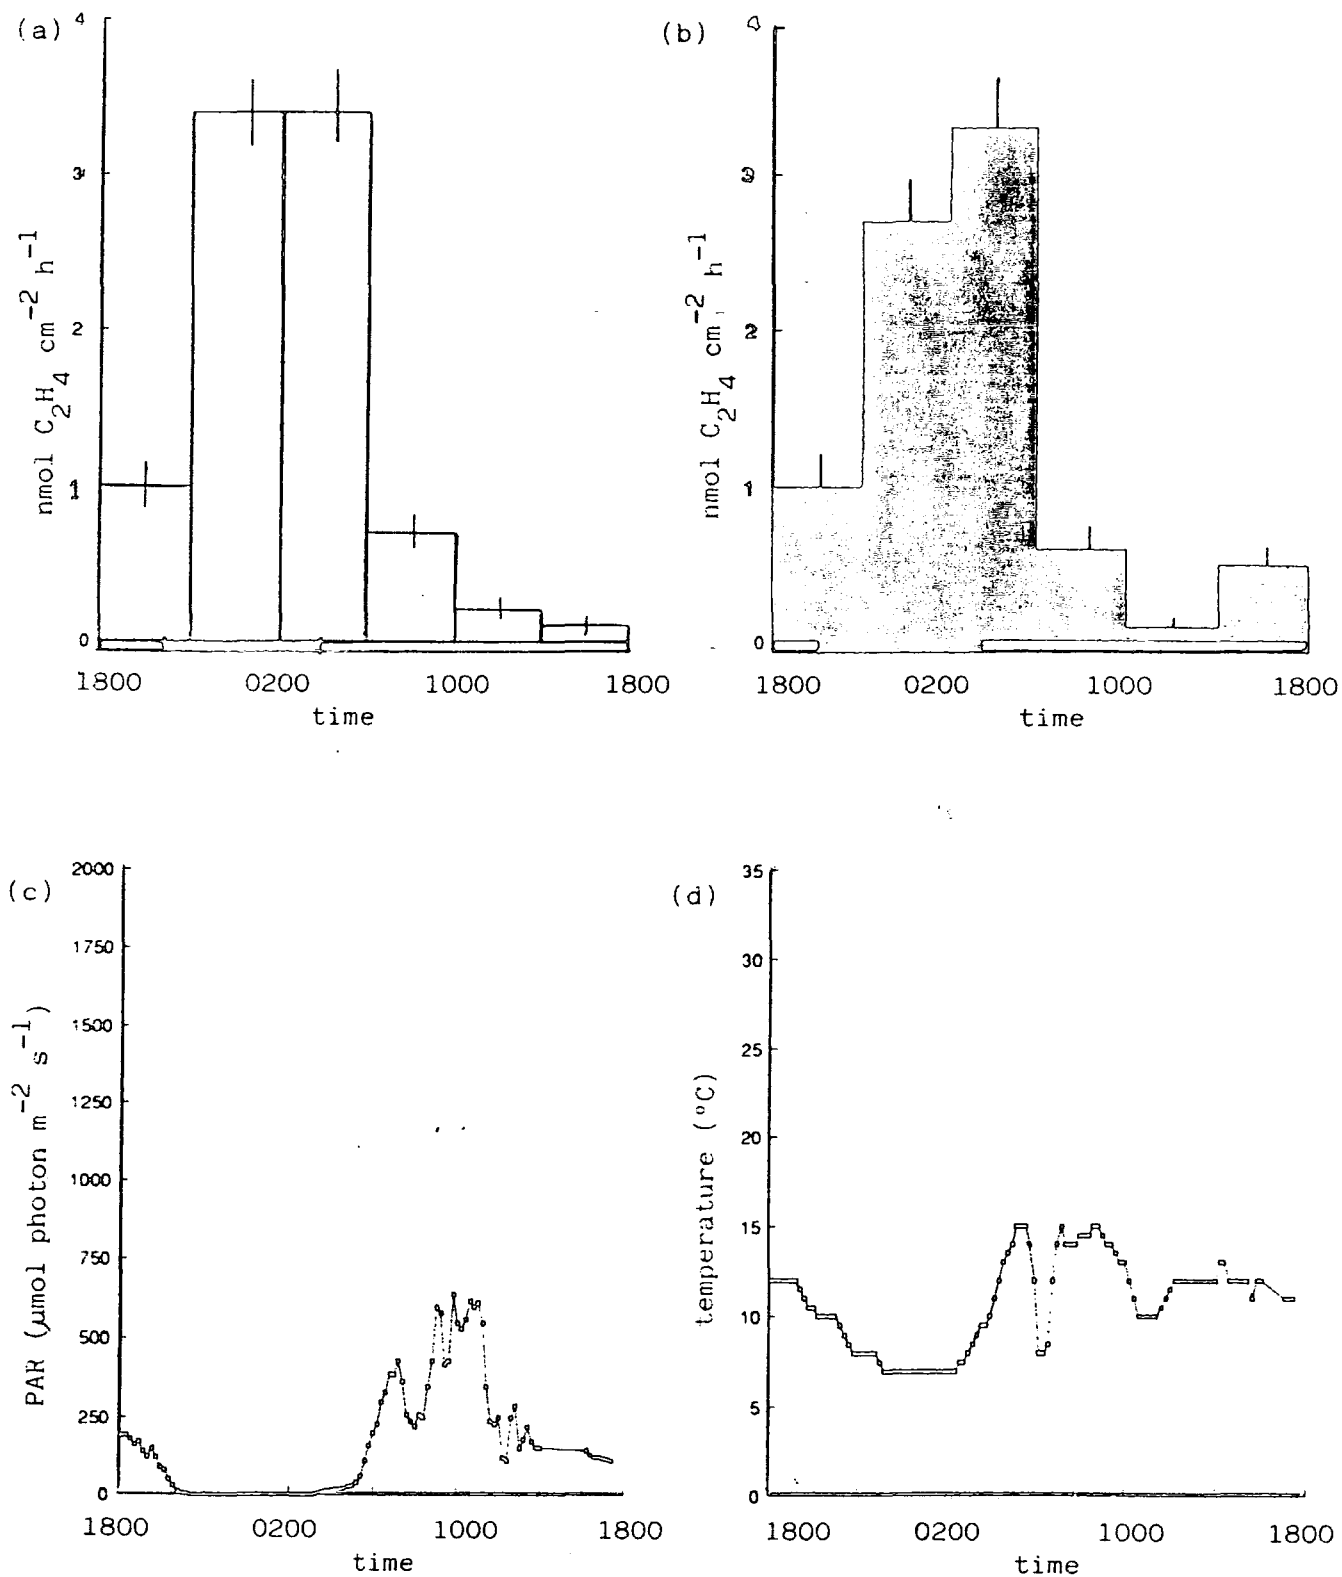 (a)
4
3
2
1
0
nmol C₂H₄ cm⁻² h⁻¹
1800 0200 1000 1800
time
(b)
3
2
1
0
nmol C₂H₄ cm⁻² h⁻¹
1800 0200 1000 1800
time
(c)
2000
1750
1500
1250
1000
750
500
250
0
PAR (μmol photon m⁻² s⁻¹)
1800 0200 1000 1800
time
(d)
35
30
25
20
15
10
5
0
temperature (°C)
1800 0200 1000 1800
time